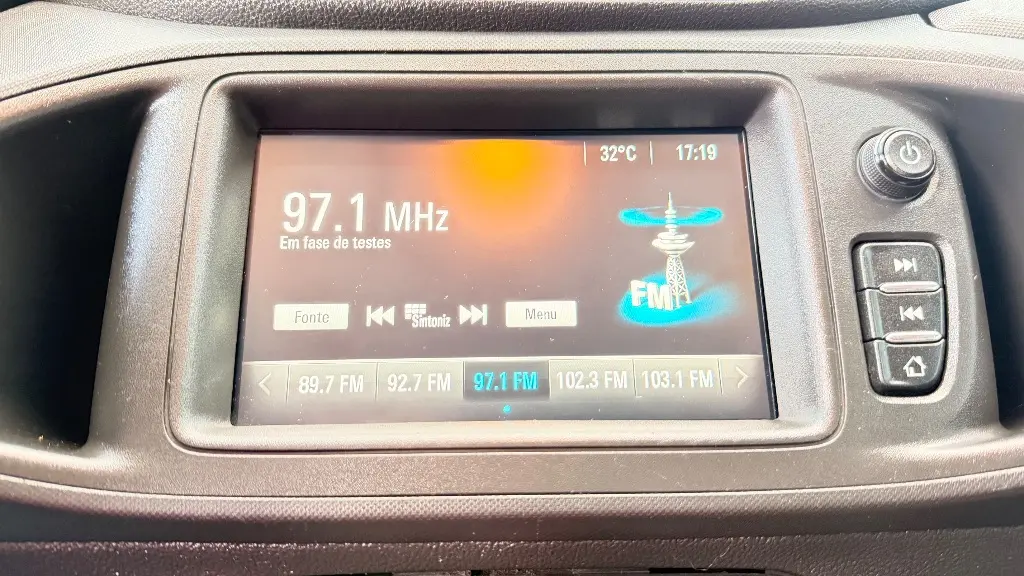 32°C 17:19
97.1 MHz
Em fase de testes
FM
Fonte Sintoniz Menu
89.7 FM 92.7 FM 97.1 FM 102.3 FM 103.1 FM